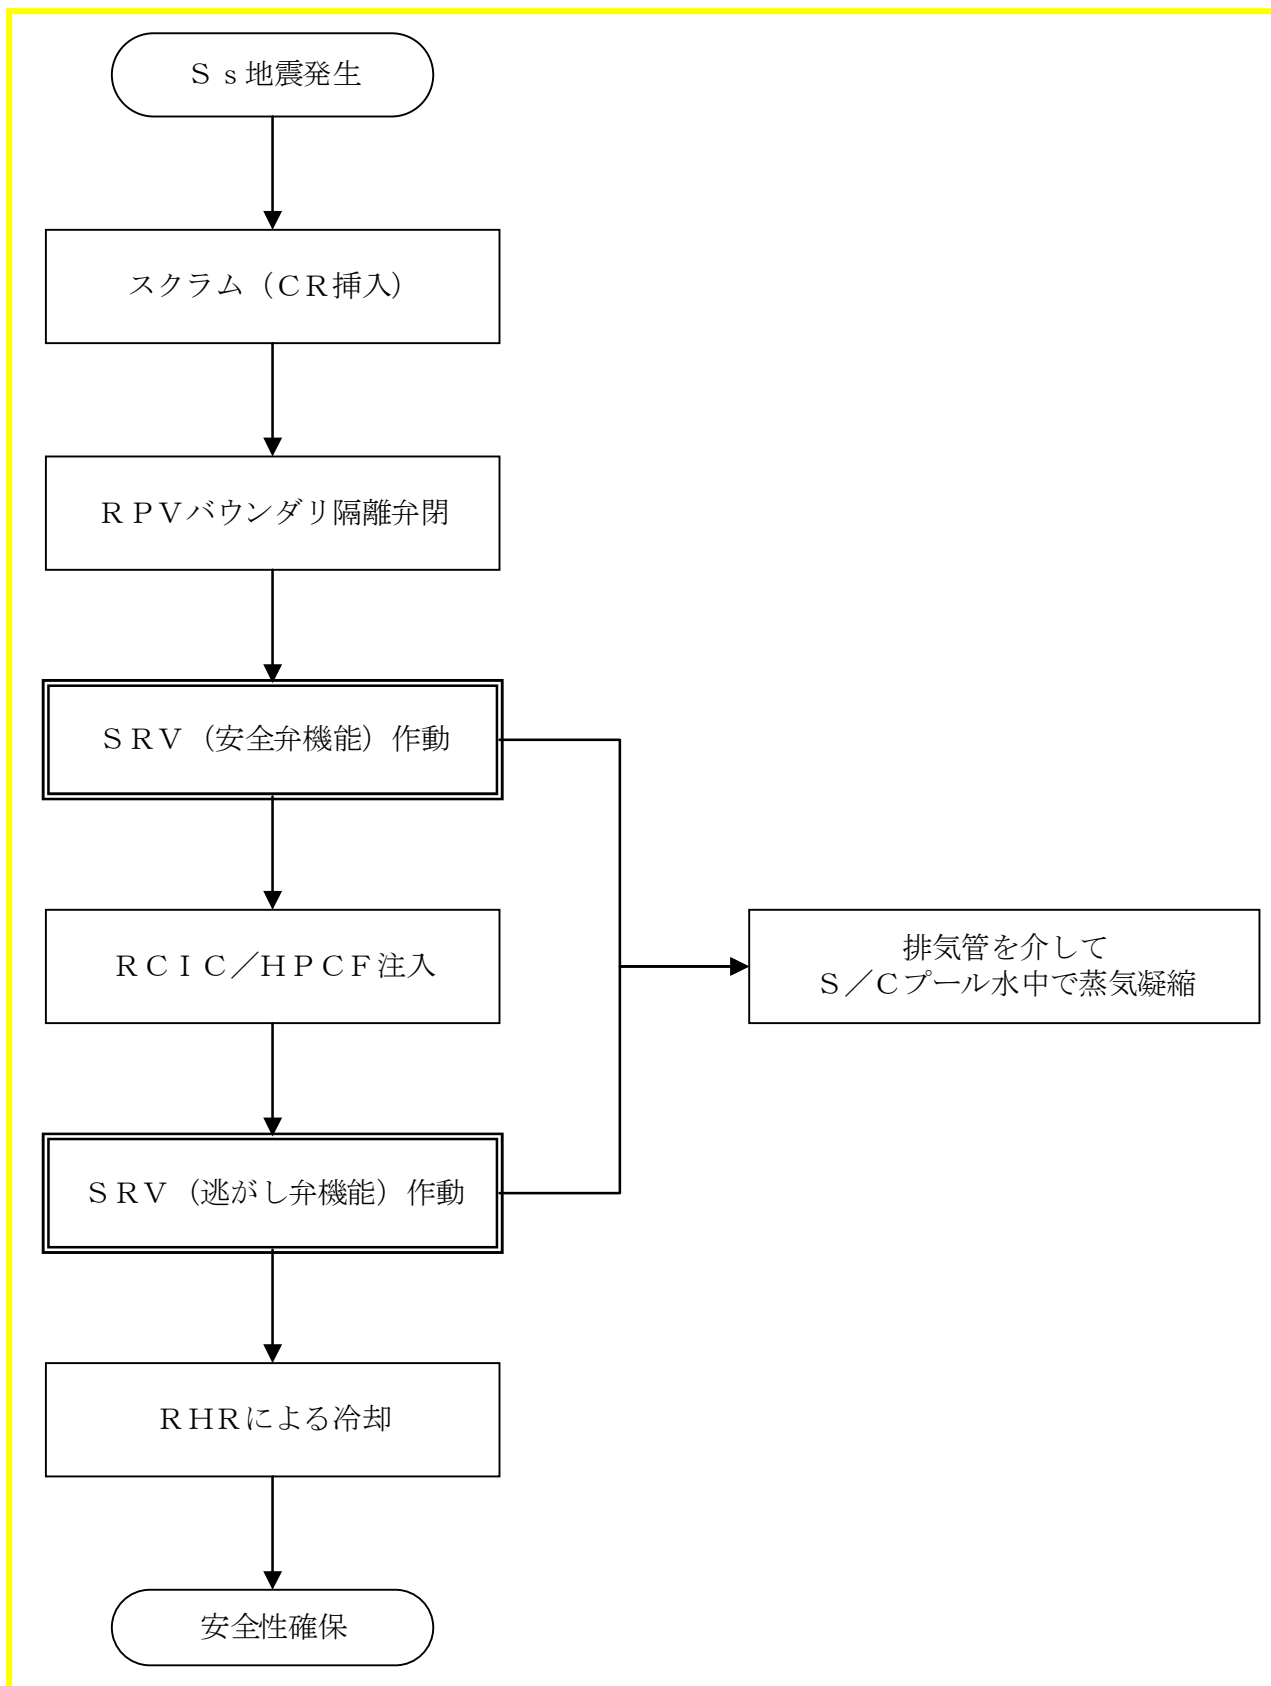 Ｓｓ地震発生
スクラム（ＣＲ挿入）
ＲＰＶバウンダリ隔離弁閉
ＳＲＶ（安全弁機能）作動
ＲＣＩＣ／ＨＰＣＦ注入
排気管を介して
Ｓ／Ｃプール水中で蒸気凝縮
ＳＲＶ（逃がし弁機能）作動
ＲＨＲによる冷却
安全性確保